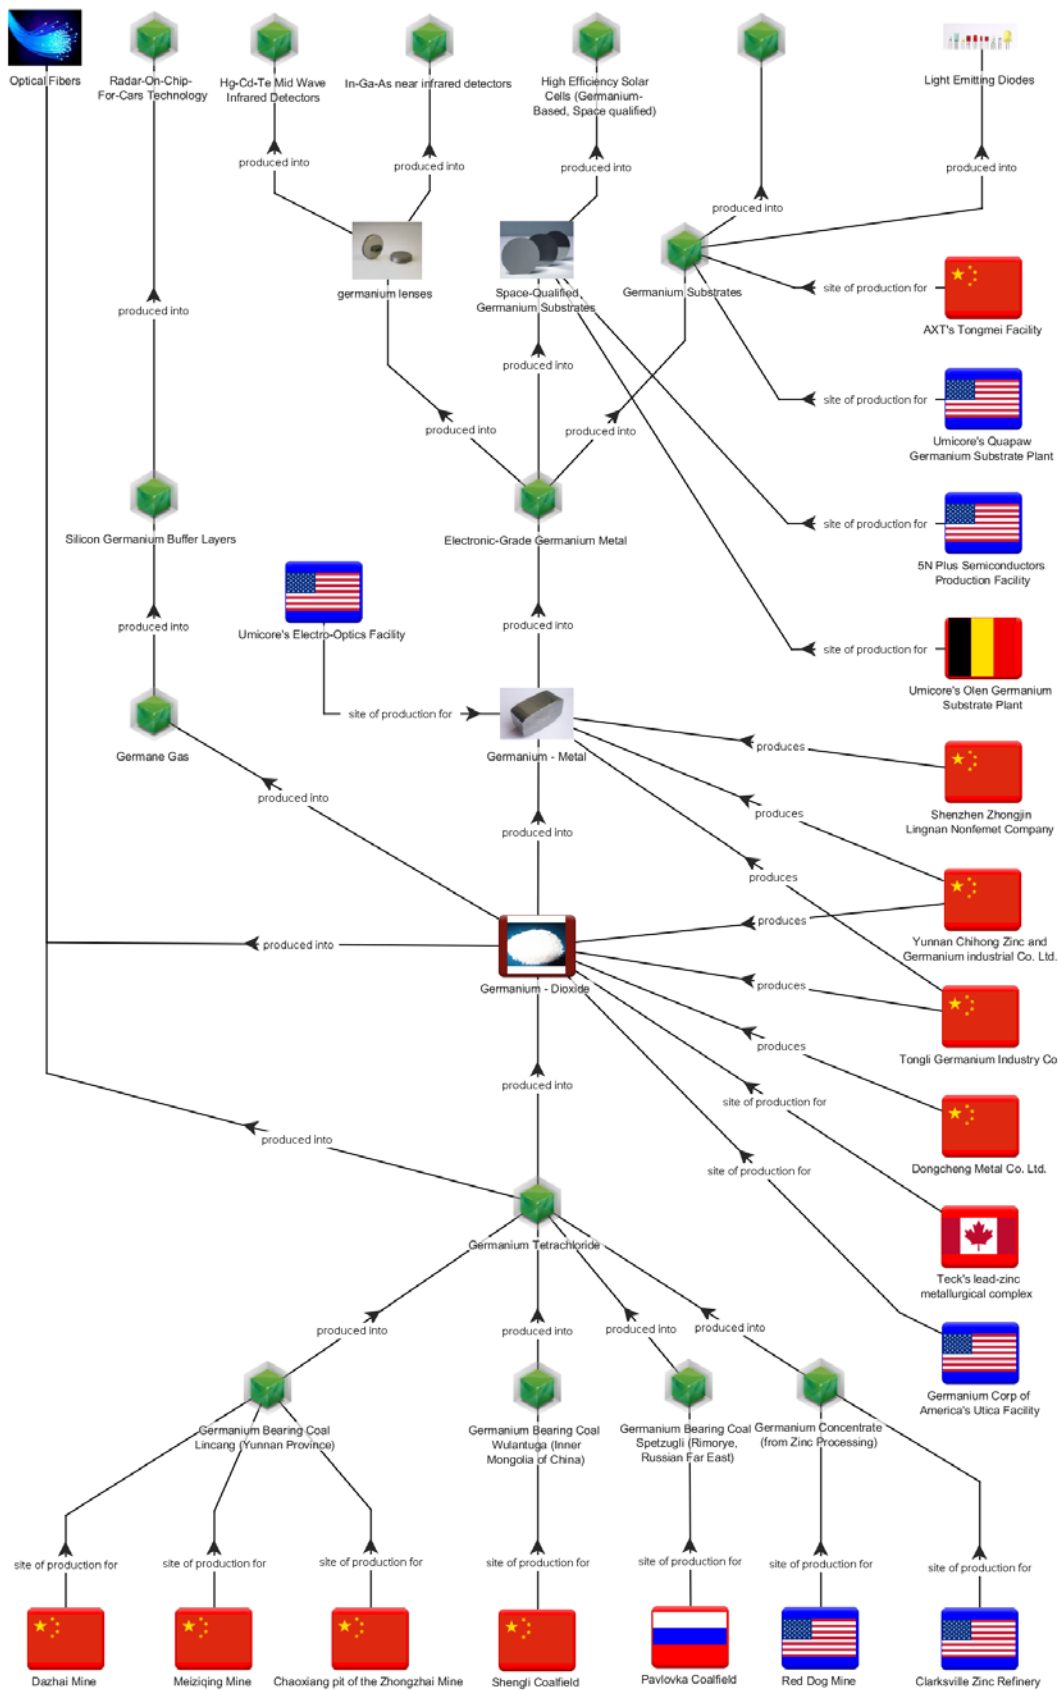 Optical Fibers
Radar-On-Chip-
For-Cars Technology
Hg-Cd-Te Mid Wave
Infrared Detectors
In-Ga-As near infrared detectors
High Efficiency Solar
Cells (Germanium-
Based, Space qualified)
Light Emitting Diodes
produced into
produced into
produced into
produced into
produced into
germanium lenses
Space-Qualified
Germanium Substrates
Germanium Substrates
site of production for
AXT's Tongmei Facility
produced into
produced into
site of production for
Umicore's Quapaw
Germanium Substrate Plant
produced into
produced into
Silicon Germanium Buffer Layers
Electronic-Grade Germanium Metal
site of production for
5N Plus Semiconductors
Production Facility
Umicore's Electro-Optics Facility
produced into
produced into
site of production for
Umicore's Olen Germanium
Substrate Plant
site of production for
Germane Gas
Germanium - Metal
produces
Shenzhen Zhongjin
Lingnan Nonfemet Company
produced into
produced into
produces
produces
produces
Yunnan Chihong Zinc and
Germanium industrial Co. Ltd.
produced into
Germanium - Dioxide
produces
Tongli Germanium Industry Co
produces
produced into
site of production for
produced into
site of production for
Dongcheng Metal Co. Ltd.
Germanium Tetrachloride
Teck's lead-zinc
metallurgical complex
produced into
produced into
produced into
produced into
Germanium Corp of
America's Utica Facility
Germanium Bearing Coal
Lincang (Yunnan Province)
Germanium Bearing Coal
Wulantuga (Inner
Mongolia of China)
Germanium Bearing Coal
Spetzugli (Rimorye,
Russian Far East)
Germanium Concentrate
(from Zinc Processing)
site of production for
site of production for
site of production for
site of production for
site of production for
site of production for
site of production for
Dazhai Mine
Meiziqing Mine
Chaoxiang pit of the Zhongzhai Mine
Shengli Coalfield
Pavlovka Coalfield
Red Dog Mine
Clarksville Zinc Refinery